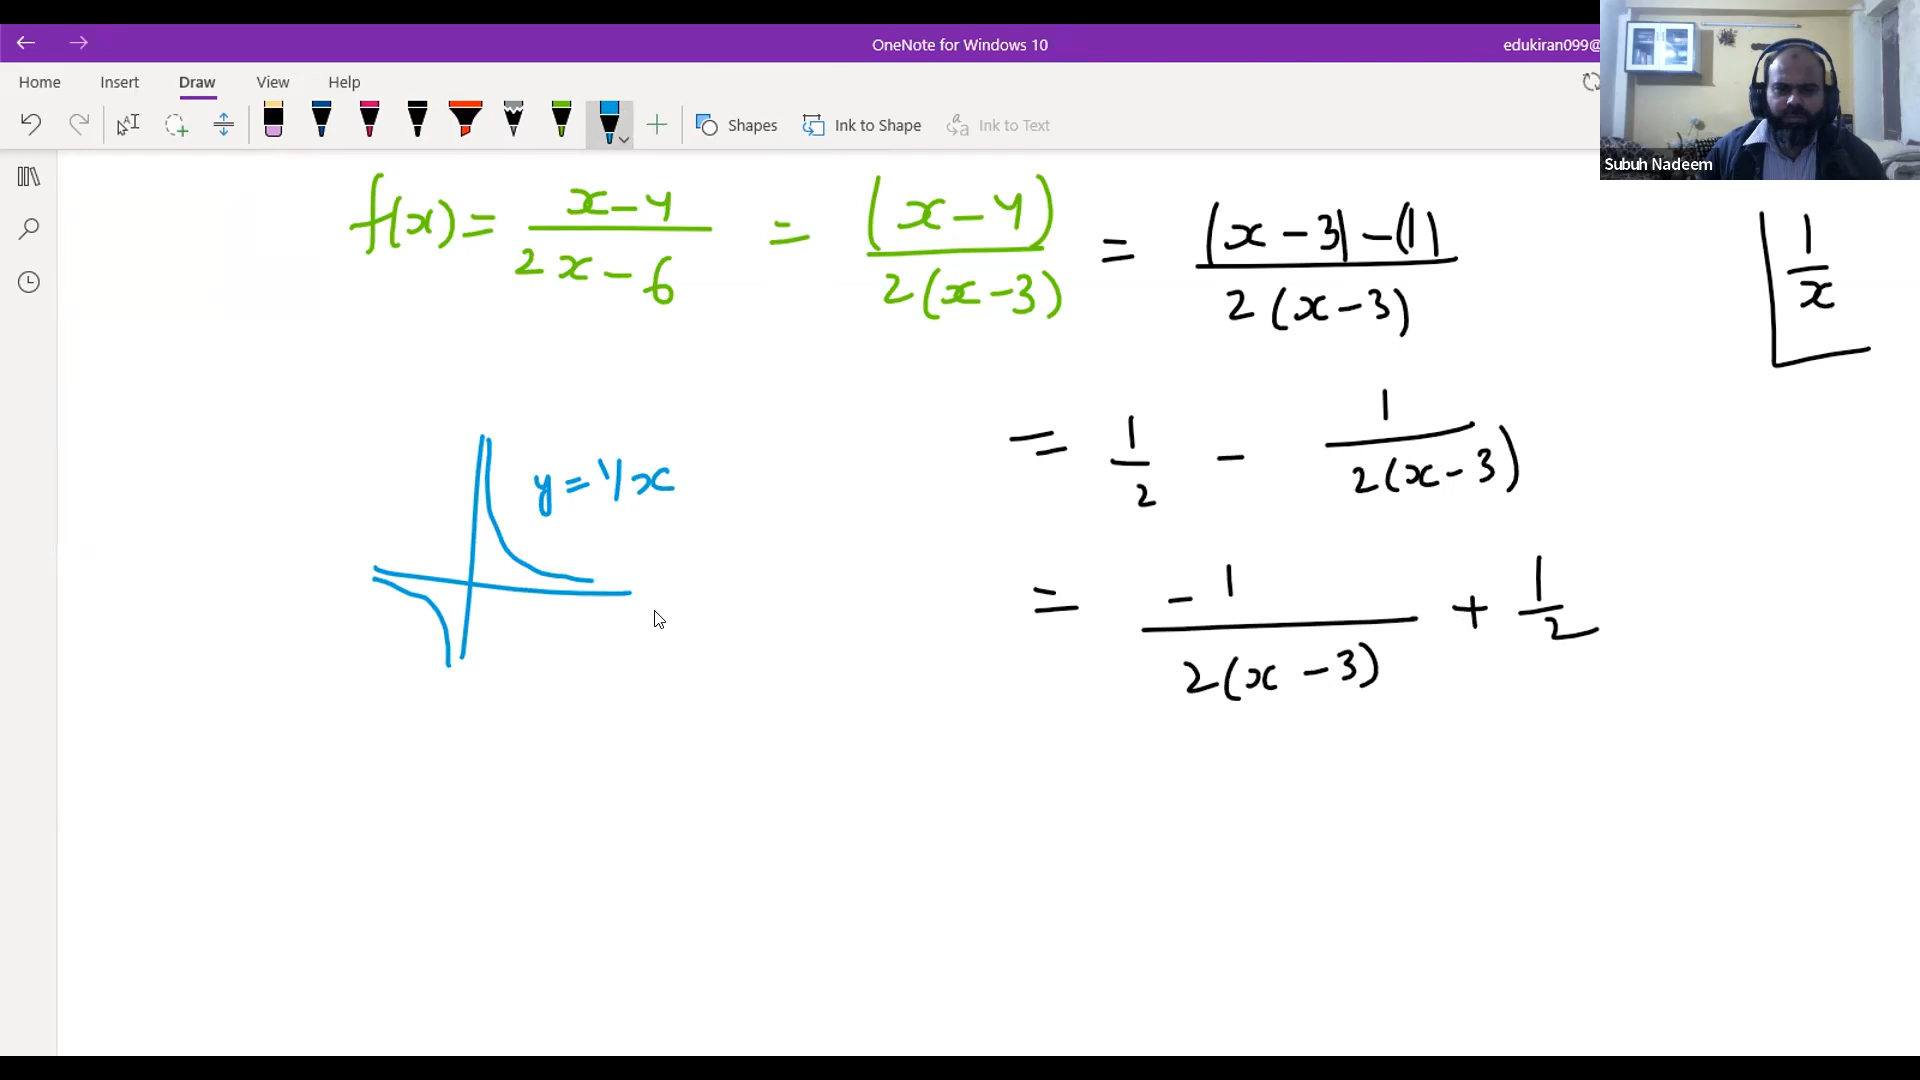 OneNote for Windows 10
edukiran099@
Home Insert Draw View Help
Shapes Ink to Shape Ink to Text
Subuh Nadeem
f(x) = x-4 / 2x-6 = (x-4) / 2(x-3) = (x-3)-(1) / 2(x-3)
1/x
= 1/2 - 1/2(x-3)
y = 1/x
= -1/2(x-3) + 1/2